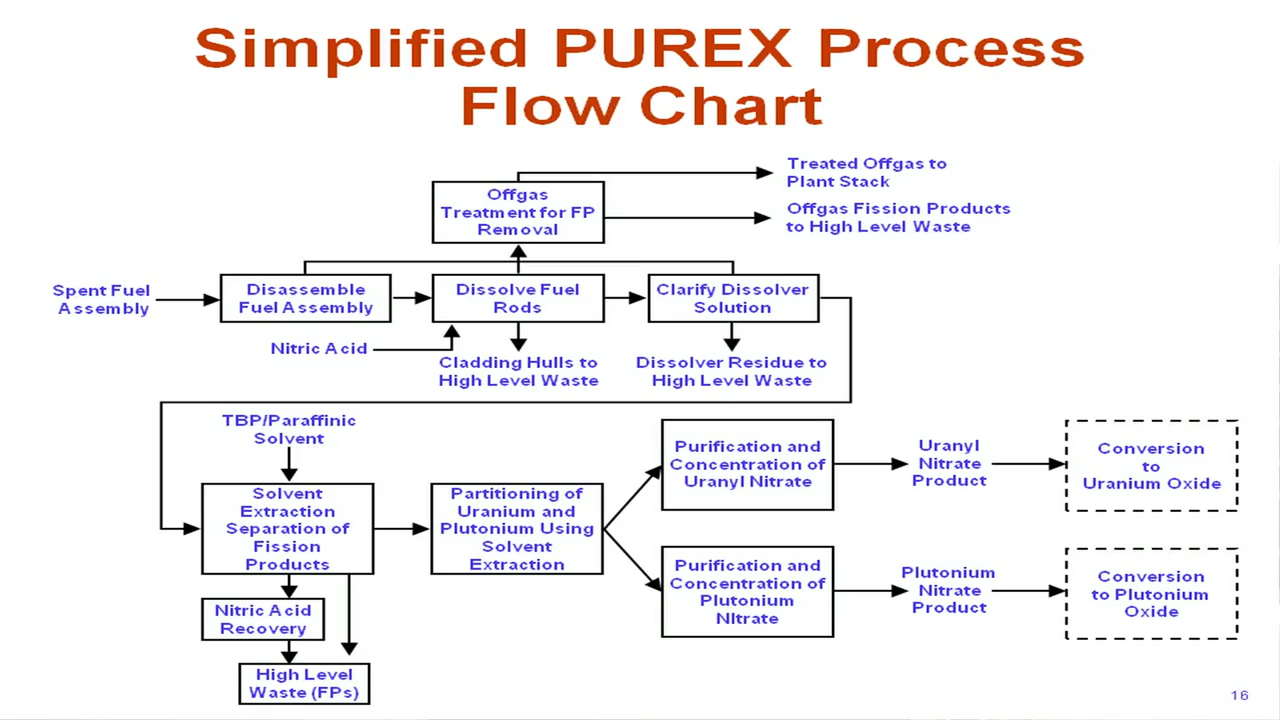 Simplified PUREX Process
Flow Chart
Treated Offgas to
Plant Stack
Offgas
Treatment for FP
Removal
Offgas Fission Products
to High Level Waste
Spent Fuel
Assembly
Disassemble
Fuel Assembly
Dissolve Fuel
Rods
Clarify Dissolver
Solution
Nitric Acid
Cladding Hulls to
High Level Waste
Dissolver Residue to
High Level Waste
TBP/Paraffinic
Solvent
Solvent
Extraction
Separation of
Fission
Products
Partitioning of
Uranium and
Plutonium Using
Solvent
Extraction
Purification and
Concentration of
Uranyl Nitrate
Uranyl
Nitrate
Product
Conversion
to
Uranium Oxide
Purification and
Concentration of
Plutonium
NItrate
Plutonium
Nitrate
Product
Conversion
to Plutonium
Oxide
Nitric Acid
Recovery
High Level
Waste (FPs)
16